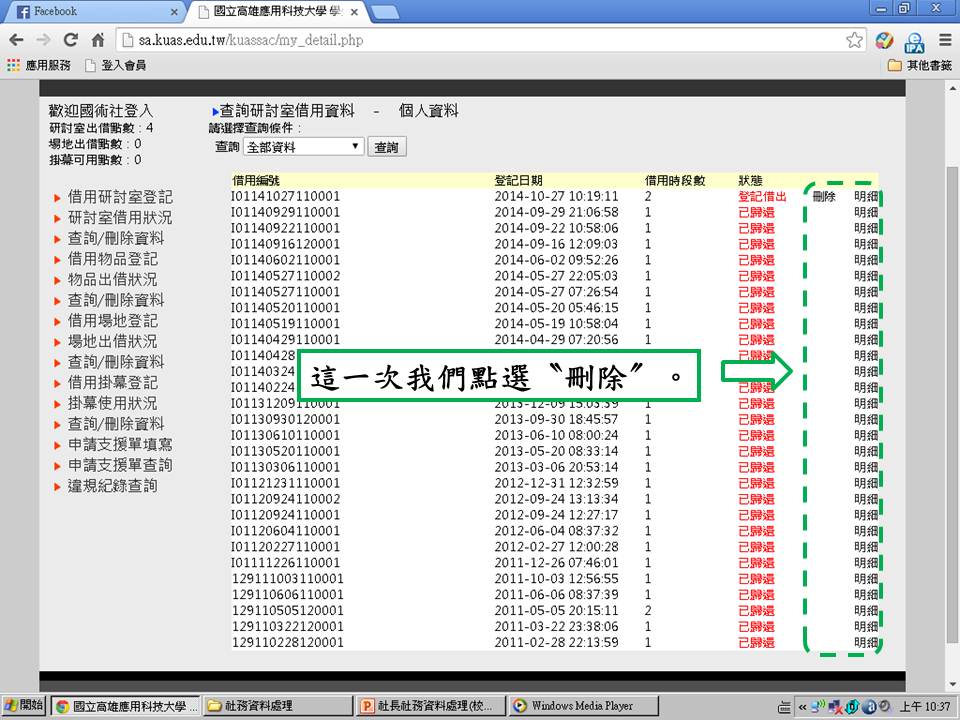 Facebook
國立高雄應用科技大學 學
sa.kuas.edu.tw/kuassac/my_detail.php
應用服務 登入會員 其他書籤
歡迎國術社登入
研討室出借點數：4
場地出借點數：0
掛幕可用點數：0
借用研討室登記
研討室借用狀況
查詢/刪除資料
借用物品登記
物品出借狀況
查詢/刪除資料
借用場地登記
場地出借狀況
查詢/刪除資料
借用掛幕登記
掛幕使用狀況
查詢/刪除資料
申請支援單填寫
申請支援單查詢
違規紀錄查詢
查詢研討室借用資料 - 個人資料
請選擇查詢條件：
查詢 全部資料 查詢
借用編號 登記日期 借用時段數 狀態
I01141027110001 2014-10-27 10:19:11 2 登記借出 刪除 明細
I01140929110001 2014-09-29 21:06:58 1 已歸還 明細
I01140922110001 2014-09-22 10:58:06 1 已歸還 明細
I01140916120001 2014-09-16 12:09:03 1 已歸還 明細
I01140602110001 2014-06-02 09:52:26 1 已歸還 明細
I01140527110002 2014-05-27 22:05:03 1 已歸還 明細
I01140527110001 2014-05-27 07:26:54 1 已歸還 明細
I01140520110001 2014-05-20 05:46:15 1 已歸還 明細
I01140519110001 2014-05-19 10:58:04 1 已歸還 明細
I01140429110001 2014-04-29 07:20:56 1 已歸還 明細
I01140428 已歸還 明細
I01140324 明細
I01140224 已歸還 明細
這一次我們點選〝刪除〞。
I01131209110001 2013-12-09 15:03:39 1 已歸還 明細
I01130930120001 2013-09-30 18:45:57 1 已歸還 明細
I01130610110001 2013-06-10 08:00:24 1 已歸還 明細
I01130520110001 2013-05-20 08:33:14 1 已歸還 明細
I01130306110001 2013-03-06 20:53:14 1 已歸還 明細
I01121231110001 2012-12-31 12:32:59 1 已歸還 明細
I01120924110002 2012-09-24 13:13:34 1 已歸還 明細
I01120924110001 2012-09-24 12:27:17 1 已歸還 明細
I01120604110001 2012-06-04 08:37:32 1 已歸還 明細
I01120227110001 2012-02-27 12:00:28 1 已歸還 明細
I01111226110001 2011-12-26 07:46:01 1 已歸還 明細
129111003110001 2011-10-03 12:56:55 1 已歸還 明細
129110606110001 2011-06-06 08:37:39 1 已歸還 明細
129110505120001 2011-05-05 20:15:11 2 已歸還 明細
129110322120001 2011-03-22 23:38:06 1 已歸還 明細
129110228120001 2011-02-28 22:13:59 1 已歸還 明細
開始 國立高雄應用科技大學 ... 社務資料處理 社長社務資料處理(校... Windows Media Player 上午 10:37